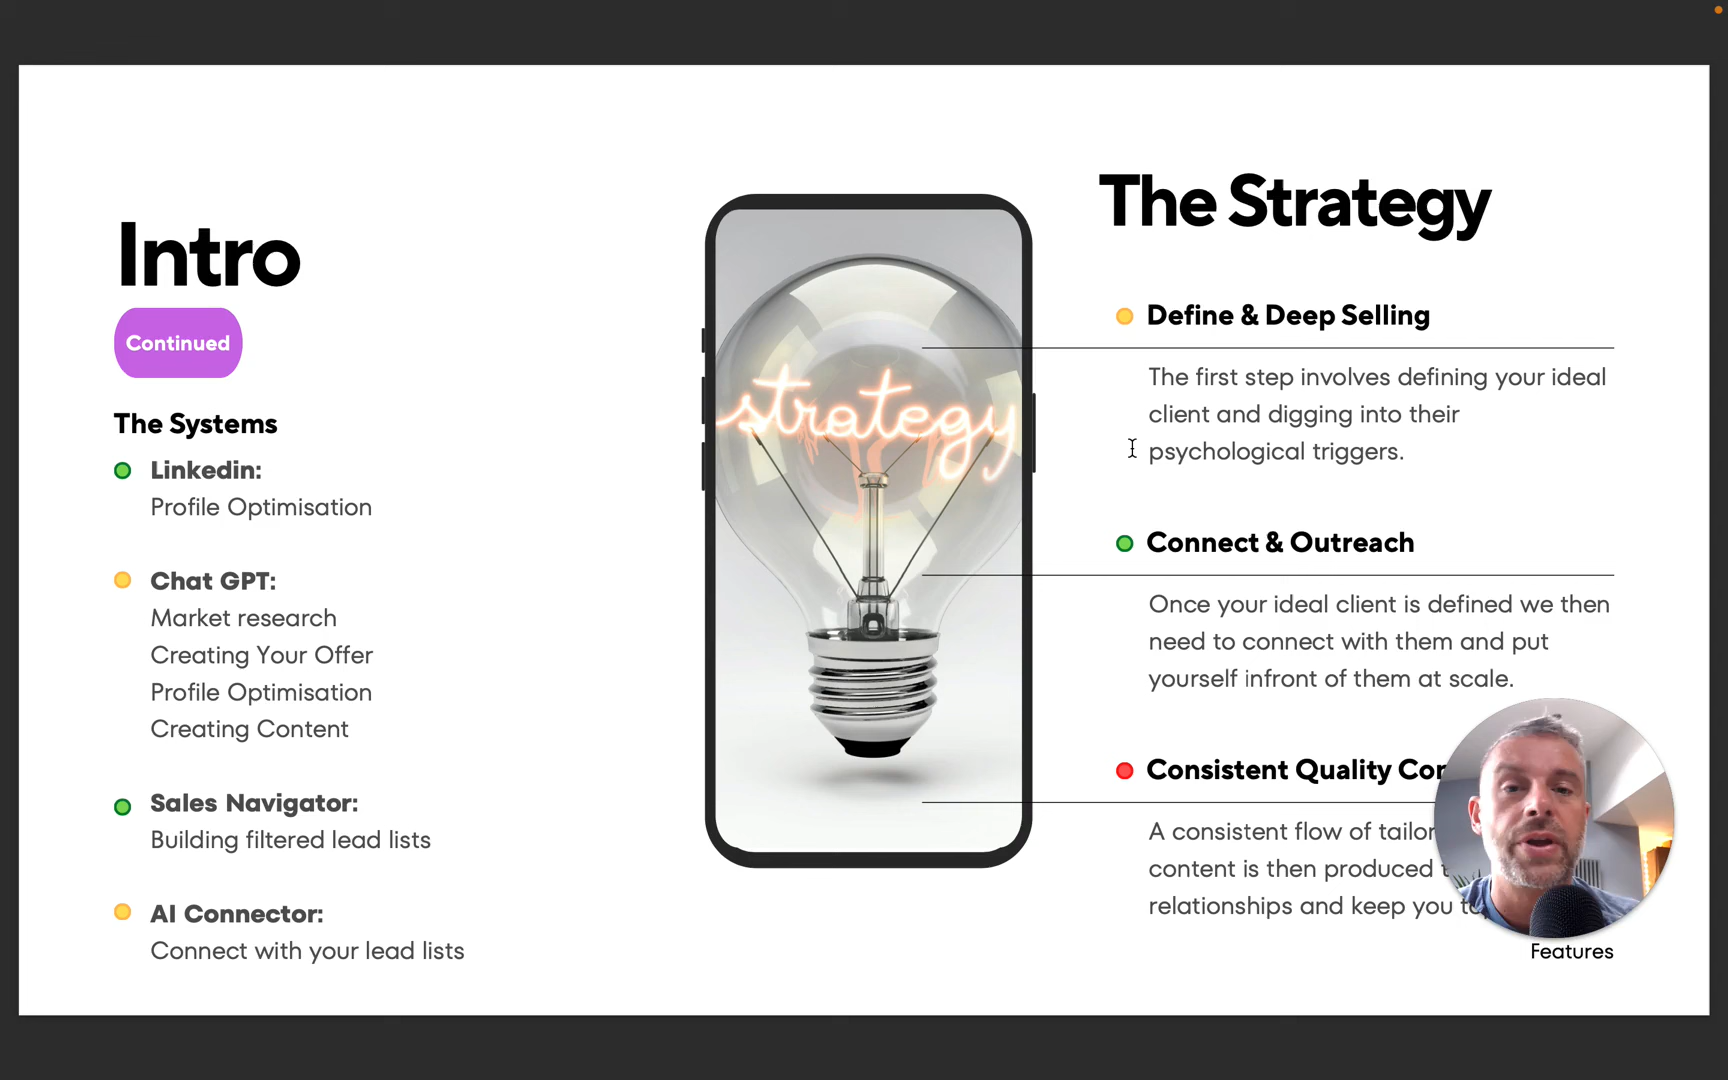 Intro
Continued
The Systems
Linkedin:
Profile Optimisation
Chat GPT:
Market research
Creating Your Offer
Profile Optimisation
Creating Content
Sales Navigator:
Building filtered lead lists
AI Connector:
Connect with your lead lists
strategy
The Strategy
Define & Deep Selling
The first step involves defining your ideal
client and digging into their
psychological triggers.
Connect & Outreach
Once your ideal client is defined we then
need to connect with them and put
yourself infront of them at scale.
Consistent Quality
A consistent flow of
content is then produced
relationships and keep you
Features